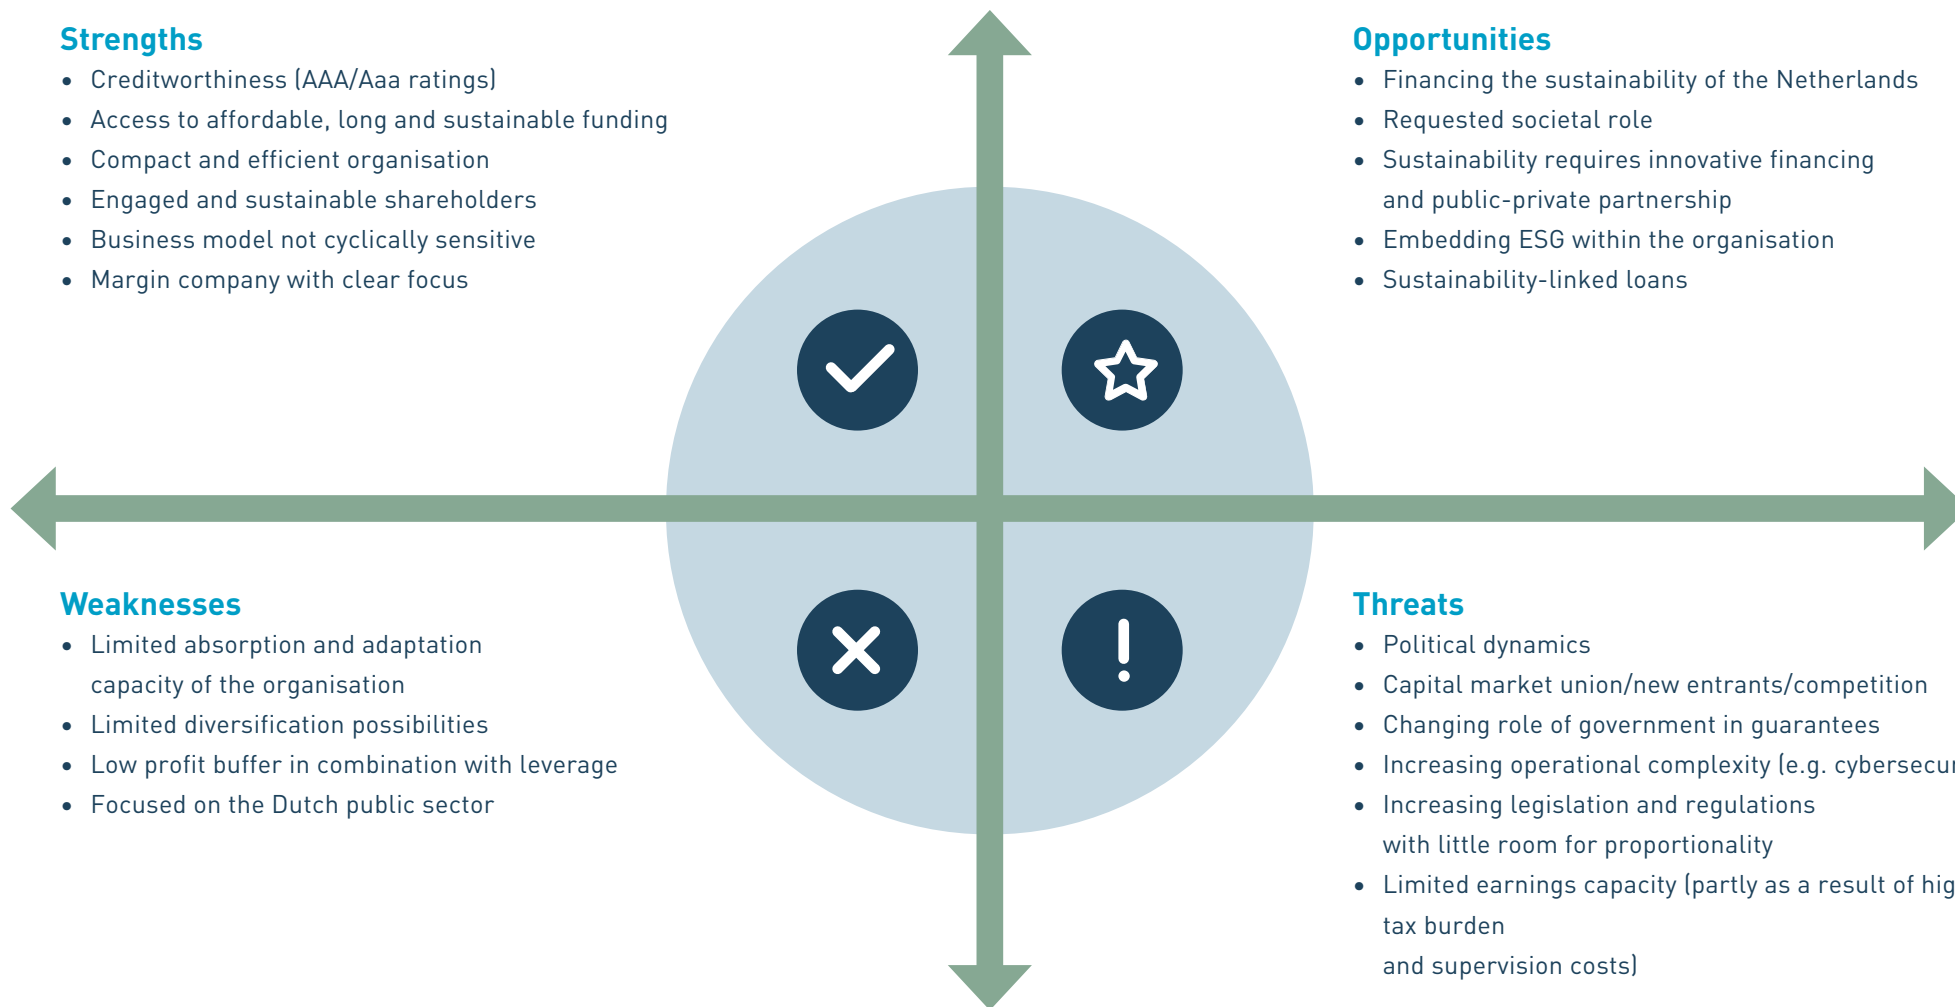 Strengths
• Creditworthiness (AAA/Aaa ratings)
• Access to affordable, long and sustainable funding
• Compact and efficient organisation
• Engaged and sustainable shareholders
• Business model not cyclically sensitive
• Margin company with clear focus
Opportunities
• Financing the sustainability of the Netherlands
• Requested societal role
• Sustainability requires innovative financing
and public-private partnership
• Embedding ESG within the organisation
• Sustainability-linked loans
Weaknesses
• Limited absorption and adaptation
capacity of the organisation
• Limited diversification possibilities
• Low profit buffer in combination with leverage
• Focused on the Dutch public sector
Threats
• Political dynamics
• Capital market union/new entrants/competition
• Changing role of government in guarantees
• Increasing operational complexity (e.g.
• Increasing legislation and regulations
with little room for proportionality
• Limited earnings capacity (partly as a result of
tax burden
and supervision costs)